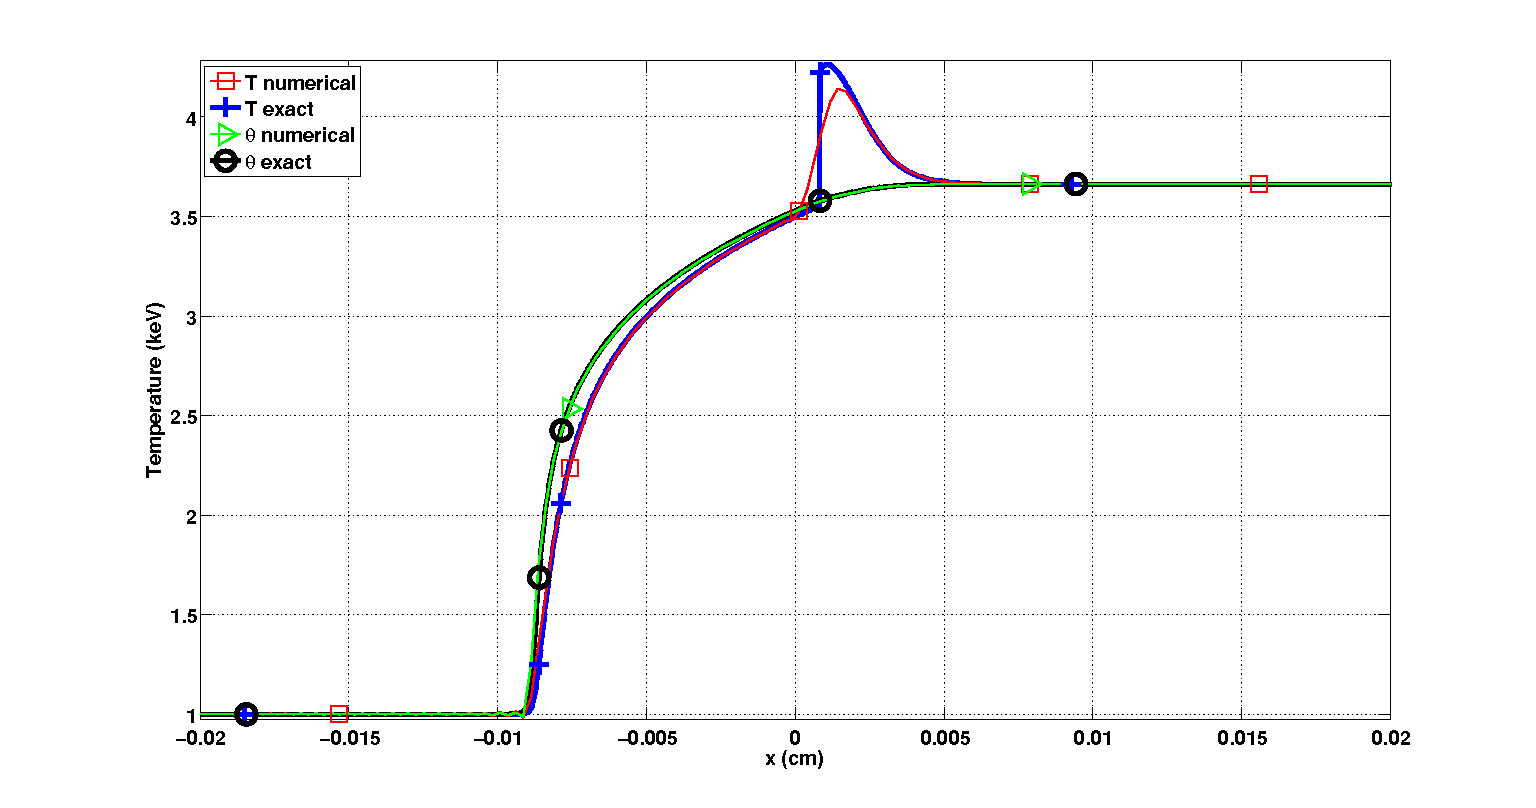 T numerical
T exact
θ numerical
θ exact
4
3.5
3
2.5
2
1.5
1
Temperature (keV)
−0.02
−0.015
−0.01
−0.005
0
0.005
0.01
0.015
0.02
x (cm)